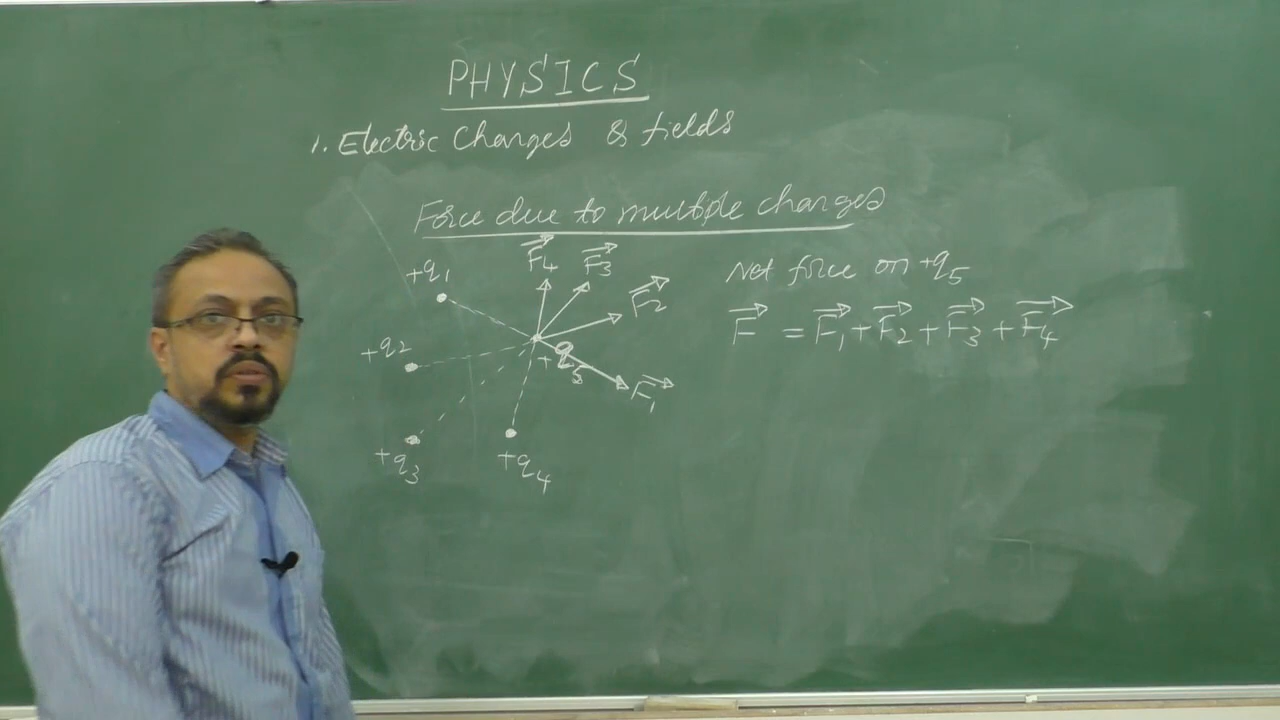 PHYSICS
1. Electric Charges & fields
Force due to multiple charges
F₄ F₃
+q₁
F₂
+q₂
+q₅
F₁
+q₃
+q₄
Net force on +q₅
F = F₁ + F₂ + F₃ + F₄